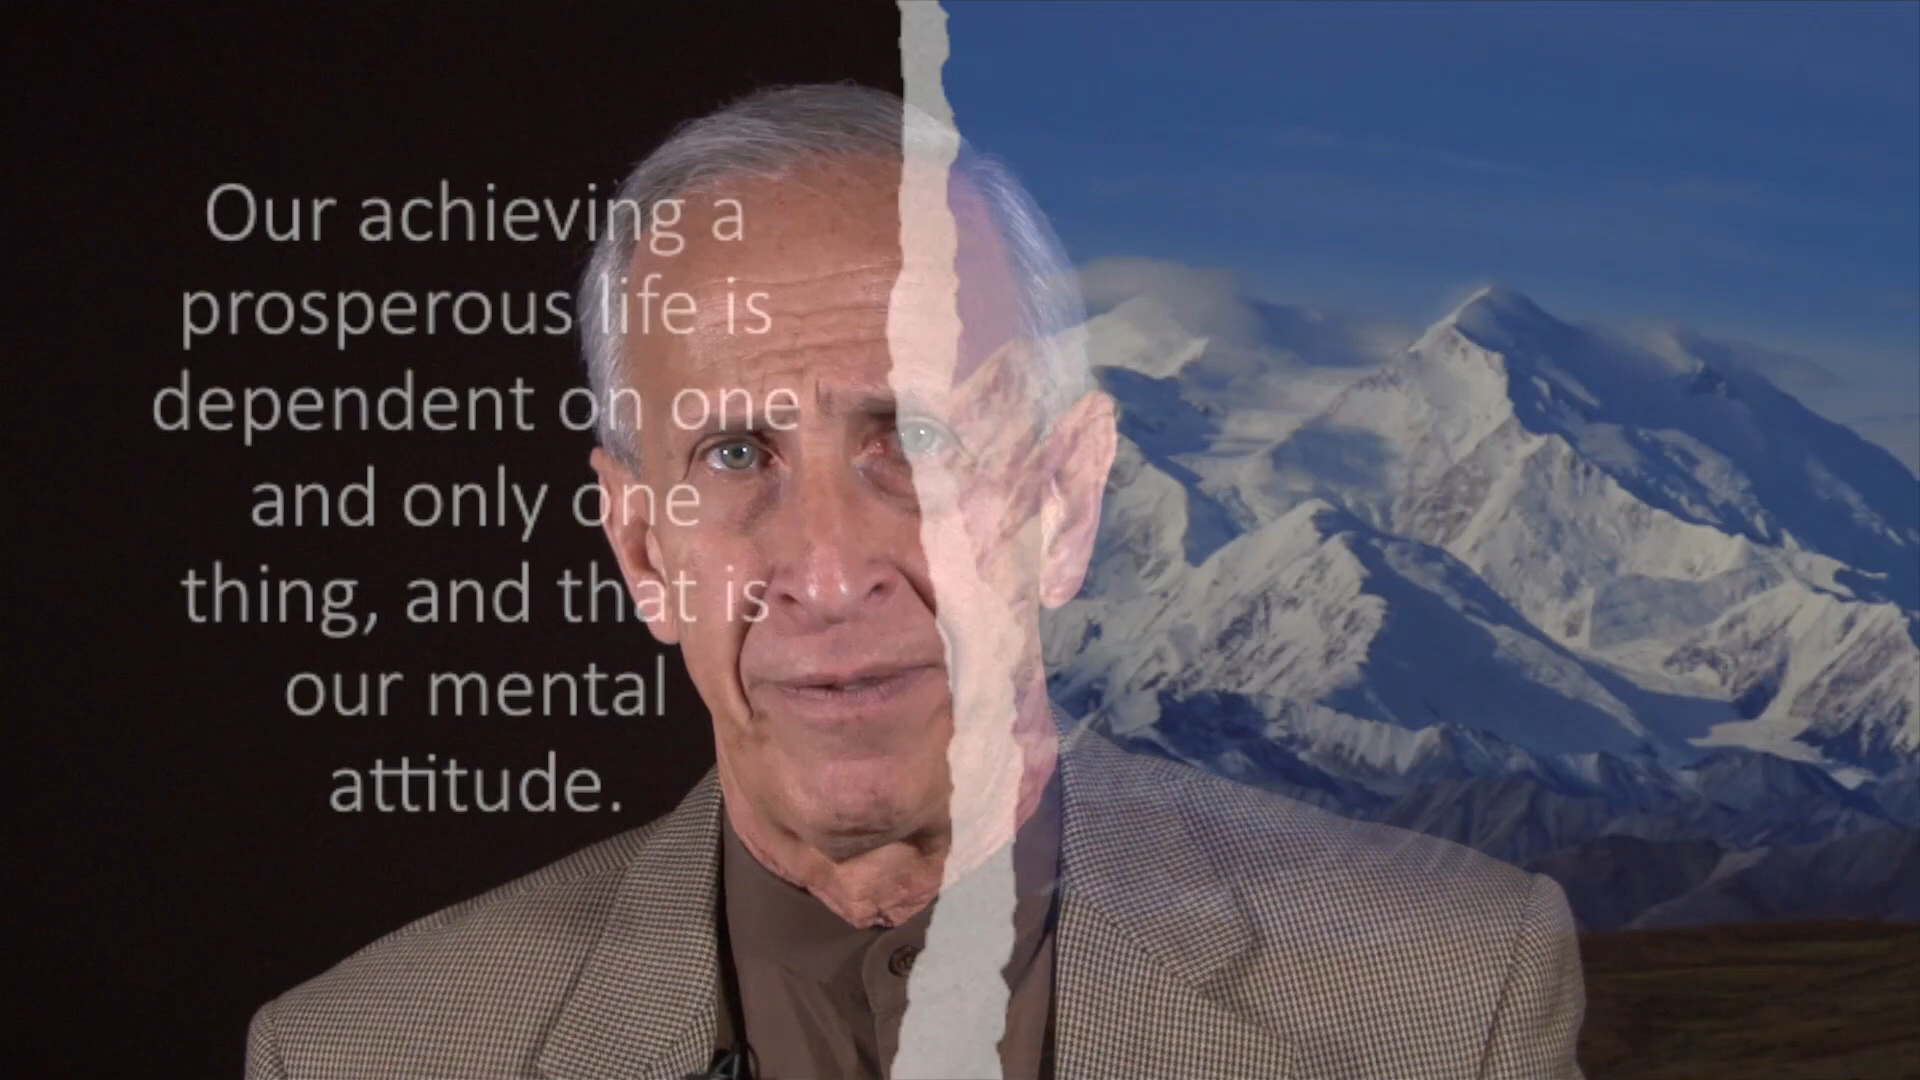 Our achieving a
prosperous life is
dependent on one
and only one
thing, and that is
our mental
attitude.